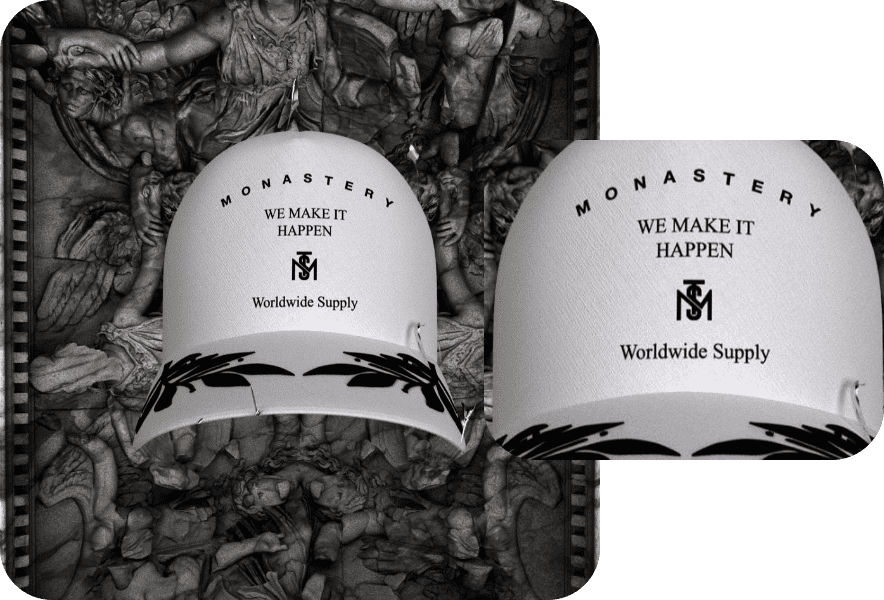 MONASTERY
WE MAKE IT
HAPPEN
Worldwide Supply
MONASTERY
WE MAKE IT
HAPPEN
Worldwide Supply